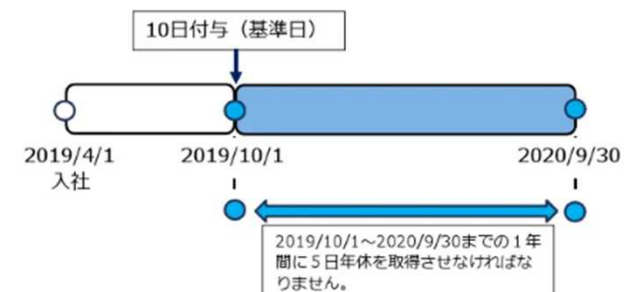 10日付与（基準日）
2019/4/1
入社
2019/10/1
2020/9/30
2019/10/1～2020/9/30までの１年
間に５日年休を取得させなければな
りません。